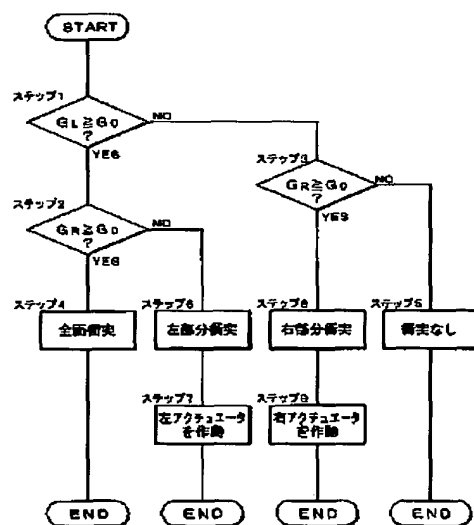 START
ステップ1
GL≧G0
?
NO
YES
ステップ3
GR≧G0
?
NO
YES
ステップ2
GR≧G0
?
NO
YES
ステップ4
全面衝突
ステップ6
左部分衝突
ステップ8
右部分衝突
ステップ5
衝突なし
ステップ7
左アクチュエータ
を作動
ステップ9
右アクチュエータ
を作動
END
END
END
END